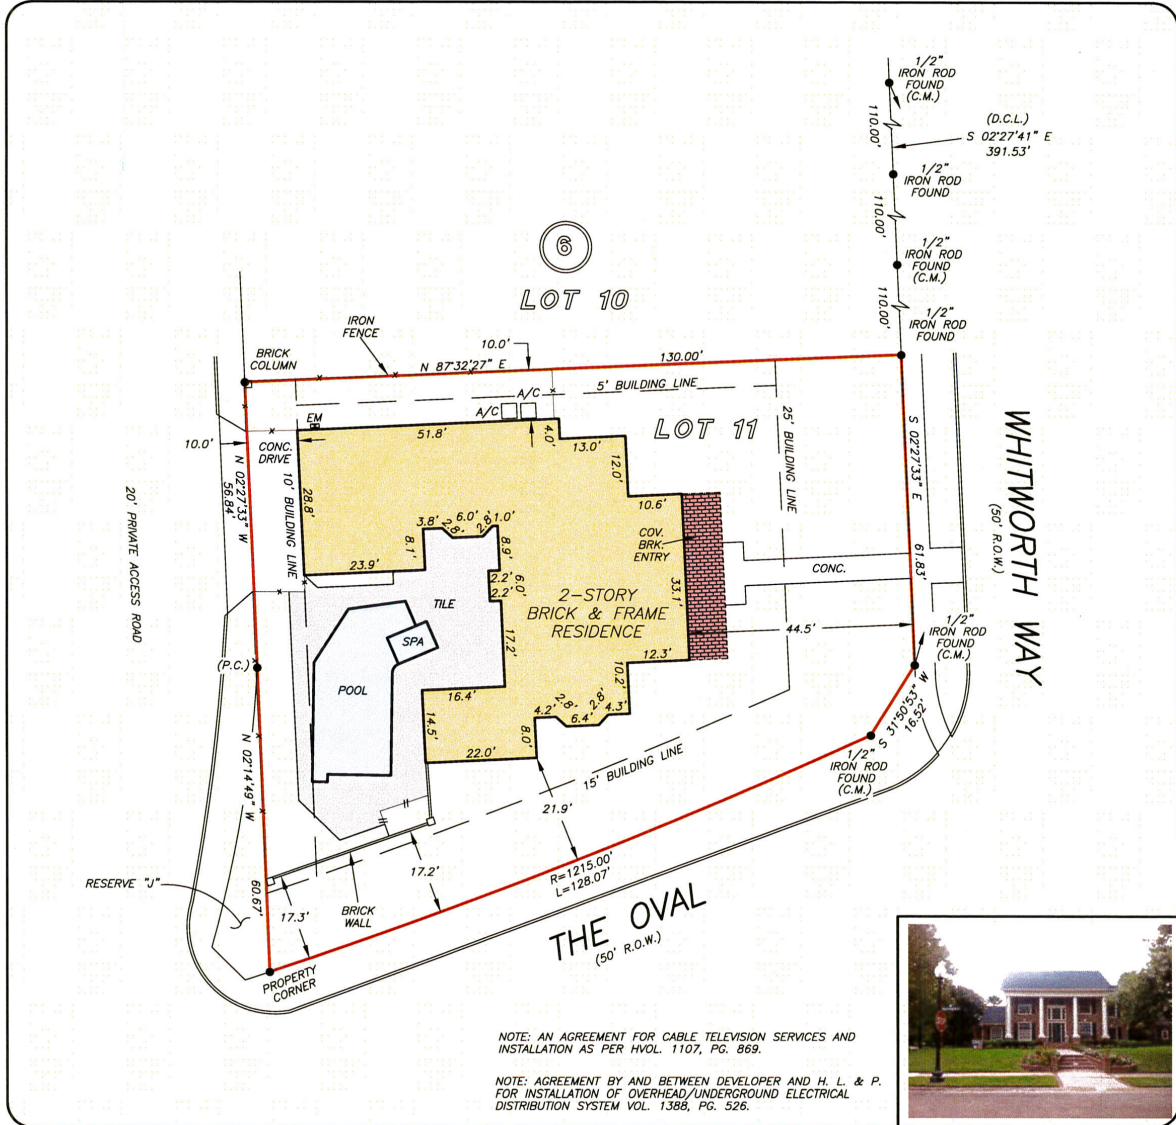 1/2"
IRON ROD
FOUND
(C.M.)
110.00'
(D.C.L.)
S 02°27'41" E
391.53'
1/2"
IRON ROD
FOUND
110.00'
1/2"
IRON ROD
FOUND
(C.M.)
110.00'
6
LOT 10
1/2"
IRON ROD
FOUND
IRON
FENCE
10.0'
BRICK
COLUMN
N 87°32'27" E
130.00'
5' BUILDING LINE
A/C
A/C
EM
51.8'
4.0'
13.0'
LOT 11
25' BUILDING LINE
S 02°27'33" E
61.83'
WHITWORTH WAY
(50' R.O.W.)
10.0'
CONC.
DRIVE
N 02°27'33" W
56.84'
10' BUILDING LINE
28.8'
12.0'
10.6'
20' PRIVATE ACCESS ROAD
3.8'
2.8'
6.0'
2.8'
1.0'
8.1'
8.9'
23.9'
COV.
BRK.
ENTRY
CONC.
2.2'
6.0'
2.2'
TILE
2-STORY
BRICK & FRAME
RESIDENCE
33.1'
44.5'
SPA
17.2'
1/2"
IRON ROD
FOUND
(C.M.)
(P.C.)
POOL
12.3'
10.2'
16.4'
14.5'
4.2'
2.8'
6.4'
2.8'
4.3'
8.0'
22.0'
S 31°50'53" W
16.52'
1/2"
IRON ROD
FOUND
(C.M.)
N 02°14'49" W
60.67'
15' BUILDING LINE
21.9'
17.2'
R=1215.00'
L=128.07'
RESERVE "J"
17.3'
BRICK
WALL
THE OVAL
(50' R.O.W.)
PROPERTY
CORNER
NOTE: AN AGREEMENT FOR CABLE TELEVISION SERVICES AND
INSTALLATION AS PER HVOL. 1107, PG. 869.
NOTE: AGREEMENT BY AND BETWEEN DEVELOPER AND H. L. & P.
FOR INSTALLATION OF OVERHEAD/UNDERGROUND ELECTRICAL
DISTRIBUTION SYSTEM VOL. 1388, PG. 526.